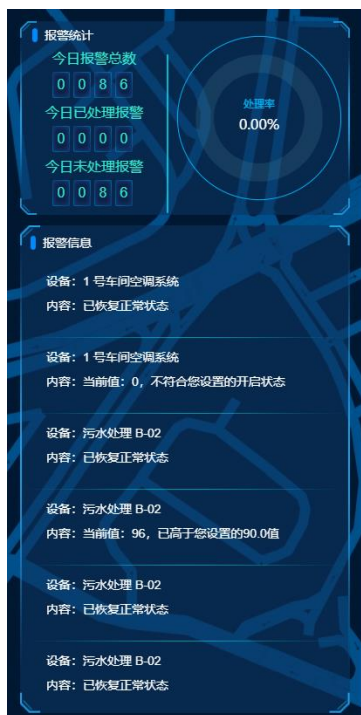 报警统计
今日报警总数
0 0 8 6
今日已处理报警
0 0 0 0
今日未处理报警
0 0 8 6
处理率
0.00%
报警信息
设备：1 号车间空调系统
内容：已恢复正常状态
设备：1 号车间空调系统
内容：当前值：0，不符合您设置的开启状态
设备：污水处理 B-02
内容：已恢复正常状态
设备：污水处理 B-02
内容：当前值：96，已高于您设置的90.0值
设备：污水处理 B-02
内容：已恢复正常状态
设备：污水处理 B-02
内容：已恢复正常状态